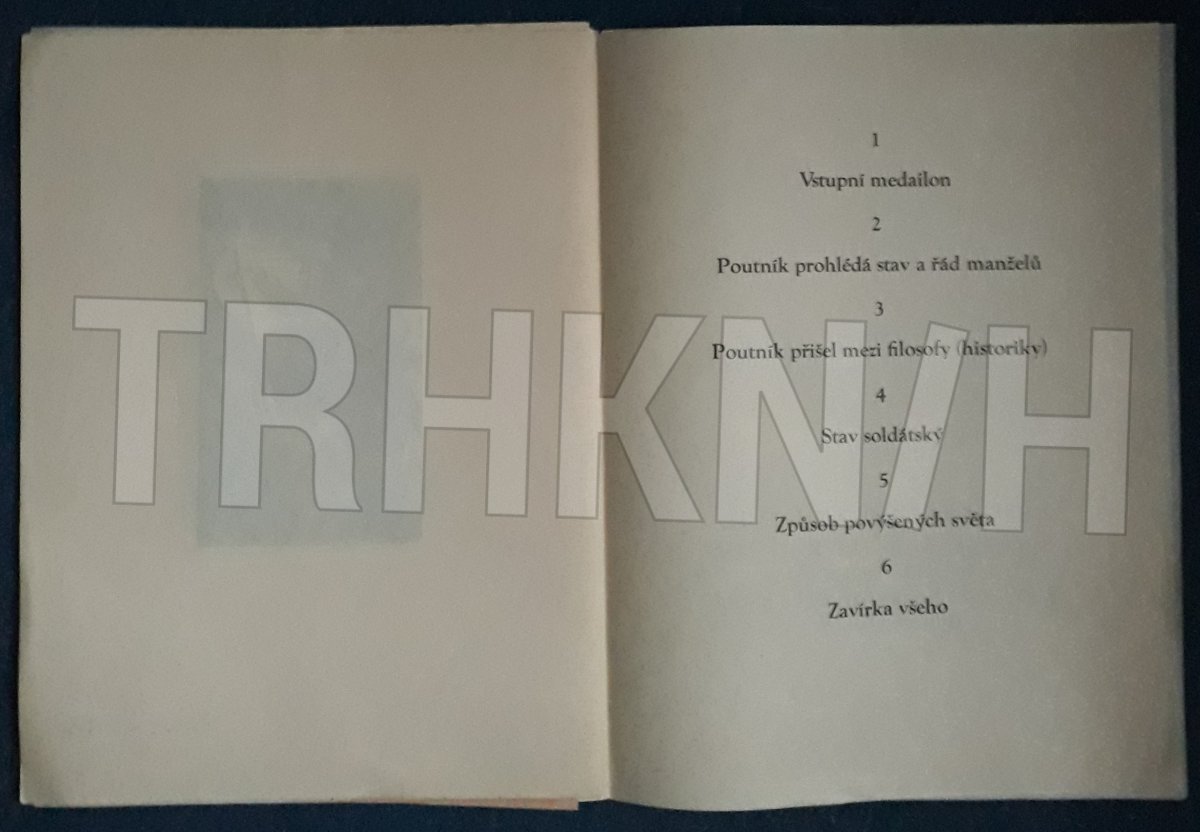 1
Vstupní medailon
2
Poutník prohlédá stav a řád manželů
3
Poutník přišel mezi filosofy (historiky)
4
Stav soldátský
5
Způsob povýšených světa
6
Zavírka všeho
TRHKNIH